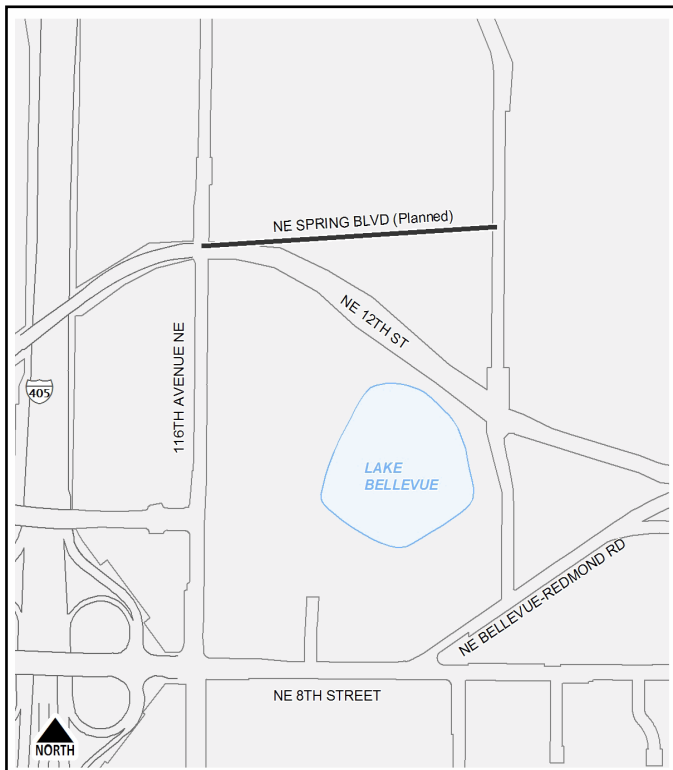 NE SPRING BLVD (Planned)
NE 12TH ST
116TH AVENUE NE
405
LAKE
BELLEVUE
NE BELLEVUE-REDMOND RD
NE 8TH STREET
NORTH